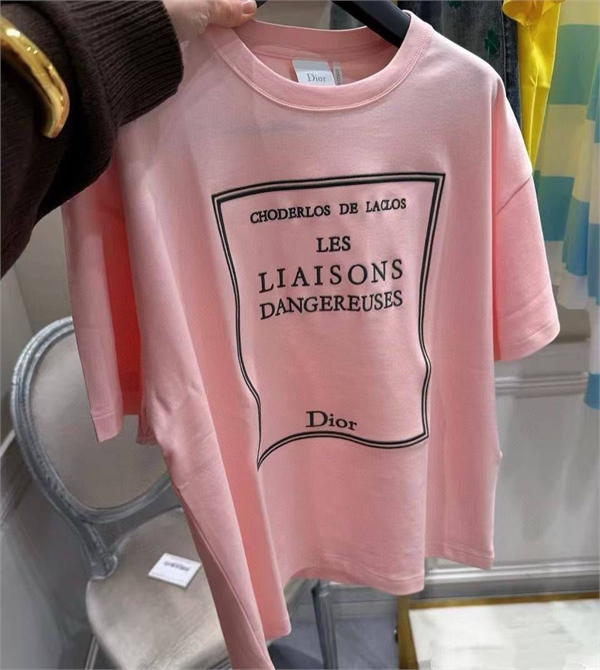 Dior
CHODERLOS DE LACLOS
LES
LIAISONS
DANGEREUSES
Dior